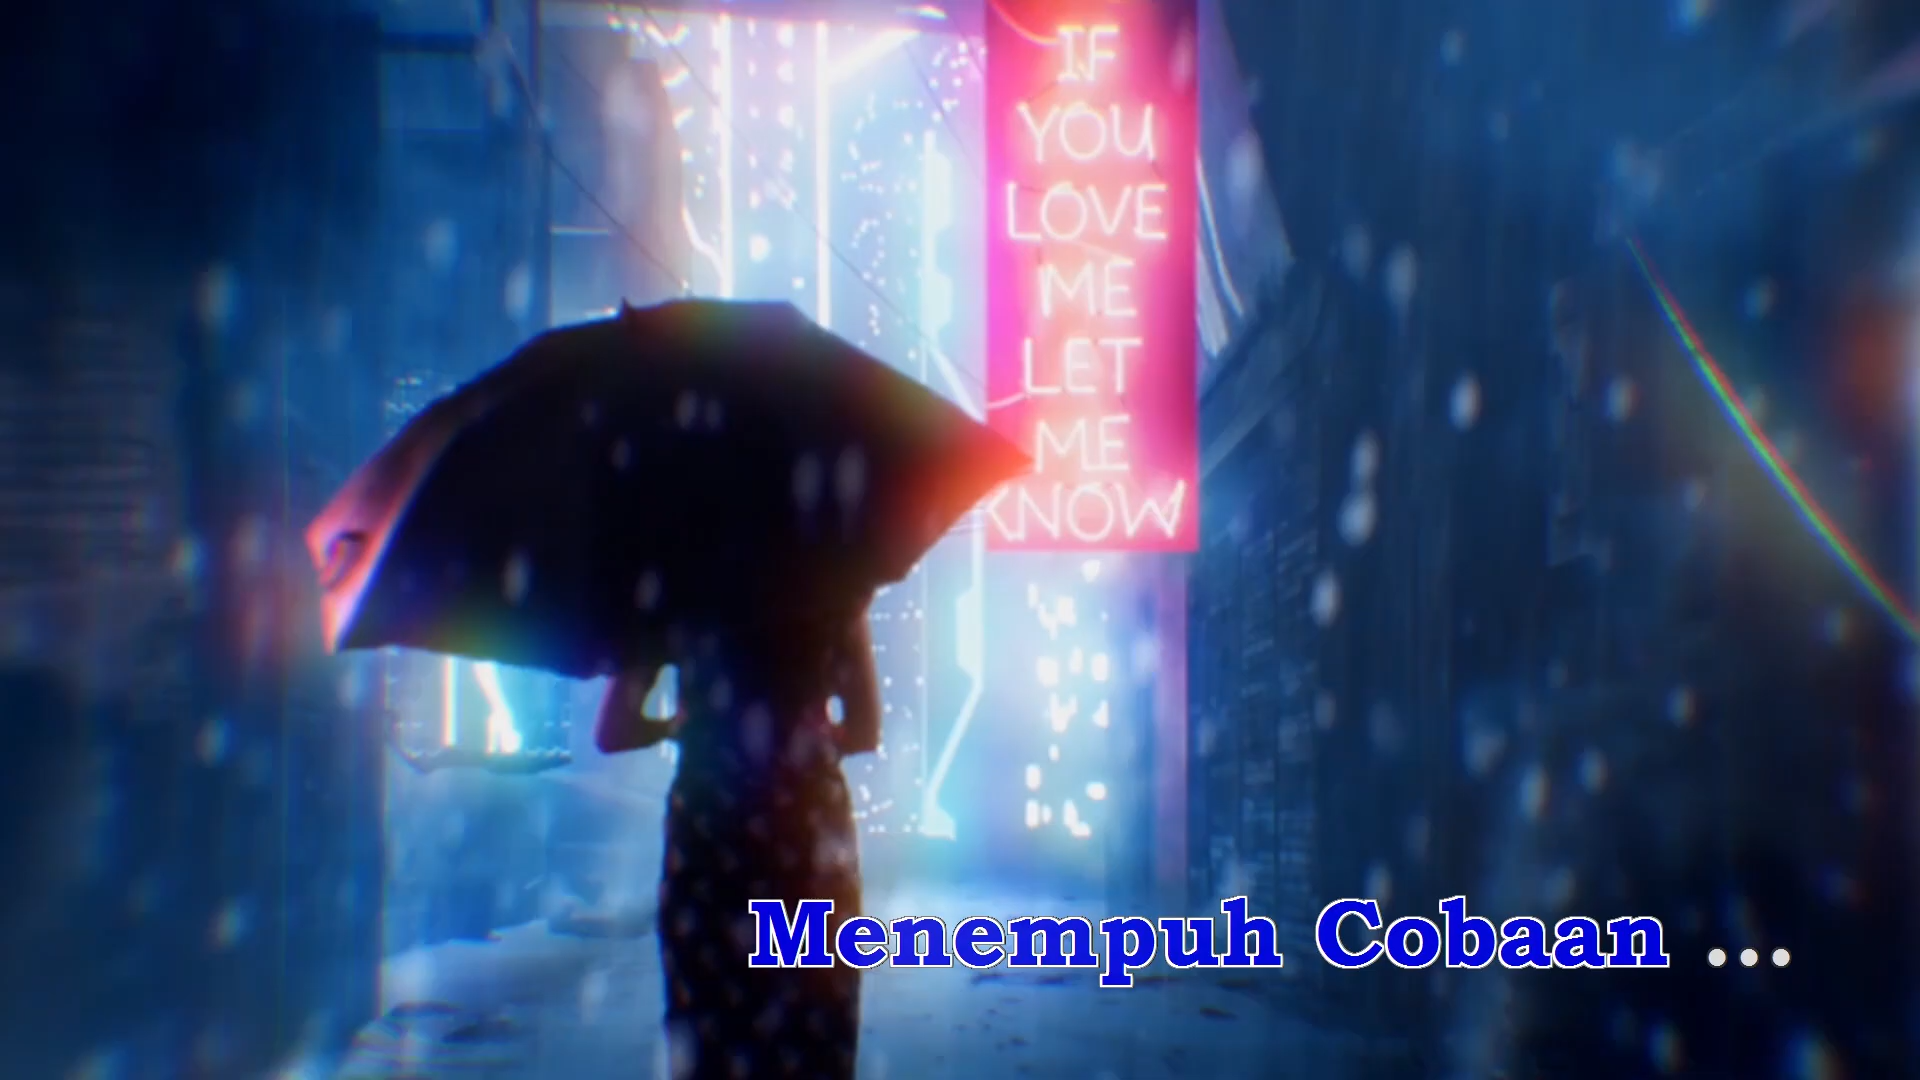 IF
YOU
LOVE
ME
LET
ME
KNOW
Menempuh Cobaan ...